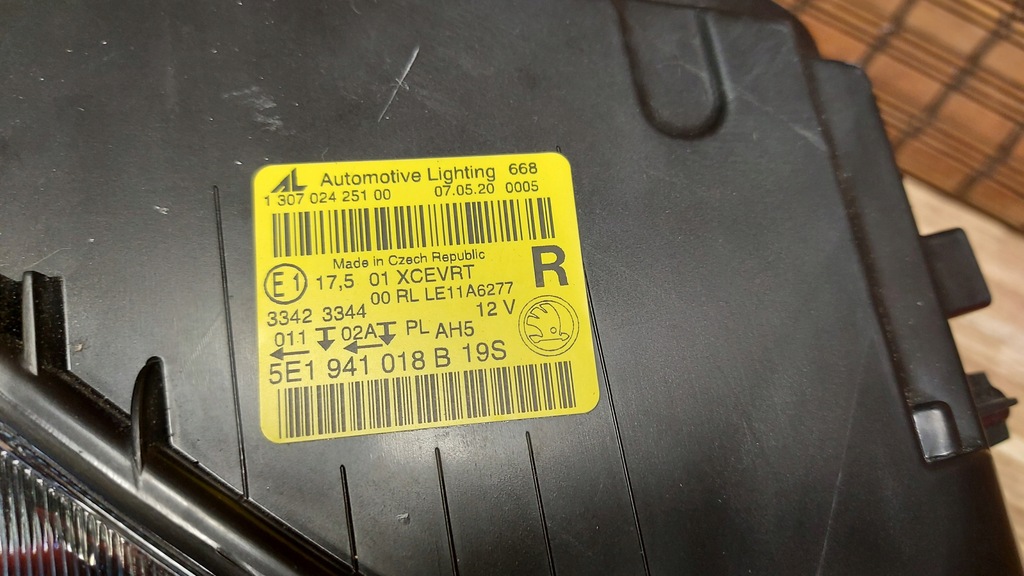 AL Automotive Lighting 668
1 307 024 251 00 07.05.20 0005
Made in Czech Republic
E1 17,5 01 XCEVRT R
00 RL LE11A6277
3342 3344 12 V
011 02A PL AH5
5E1 941 018 B 19S